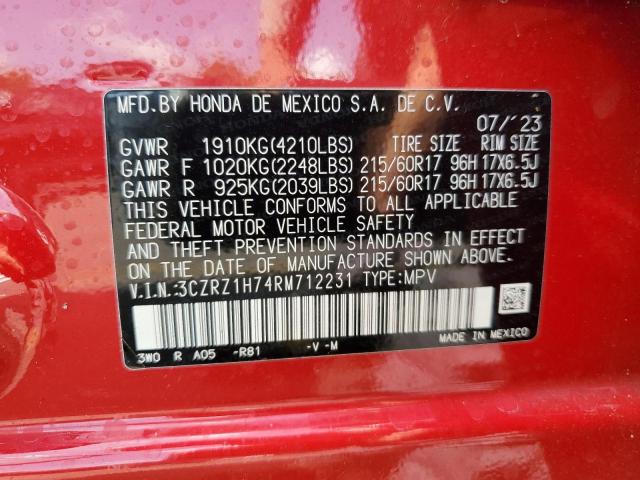 MFD.BY HONDA DE MEXICO S.A. DE C.V.
07/'23
GVWR 1910KG(4210LBS) TIRE SIZE RIM SIZE
GAWR F 1020KG(2248LBS) 215/60R17 96H 17X6.5J
GAWR R 925KG(2039LBS) 215/60R17 96H 17X6.5J
THIS VEHICLE CONFORMS TO ALL APPLICABLE
FEDERAL MOTOR VEHICLE SAFETY
AND THEFT PREVENTION STANDARDS IN EFFECT
ON THE DATE OF MANUFACTURE SHOWN ABOVE.
V.I.N.:3CZRZ1H74RM712231 TYPE:MPV
3W0 R A05 -R81 -V -M
MADE IN MEXICO